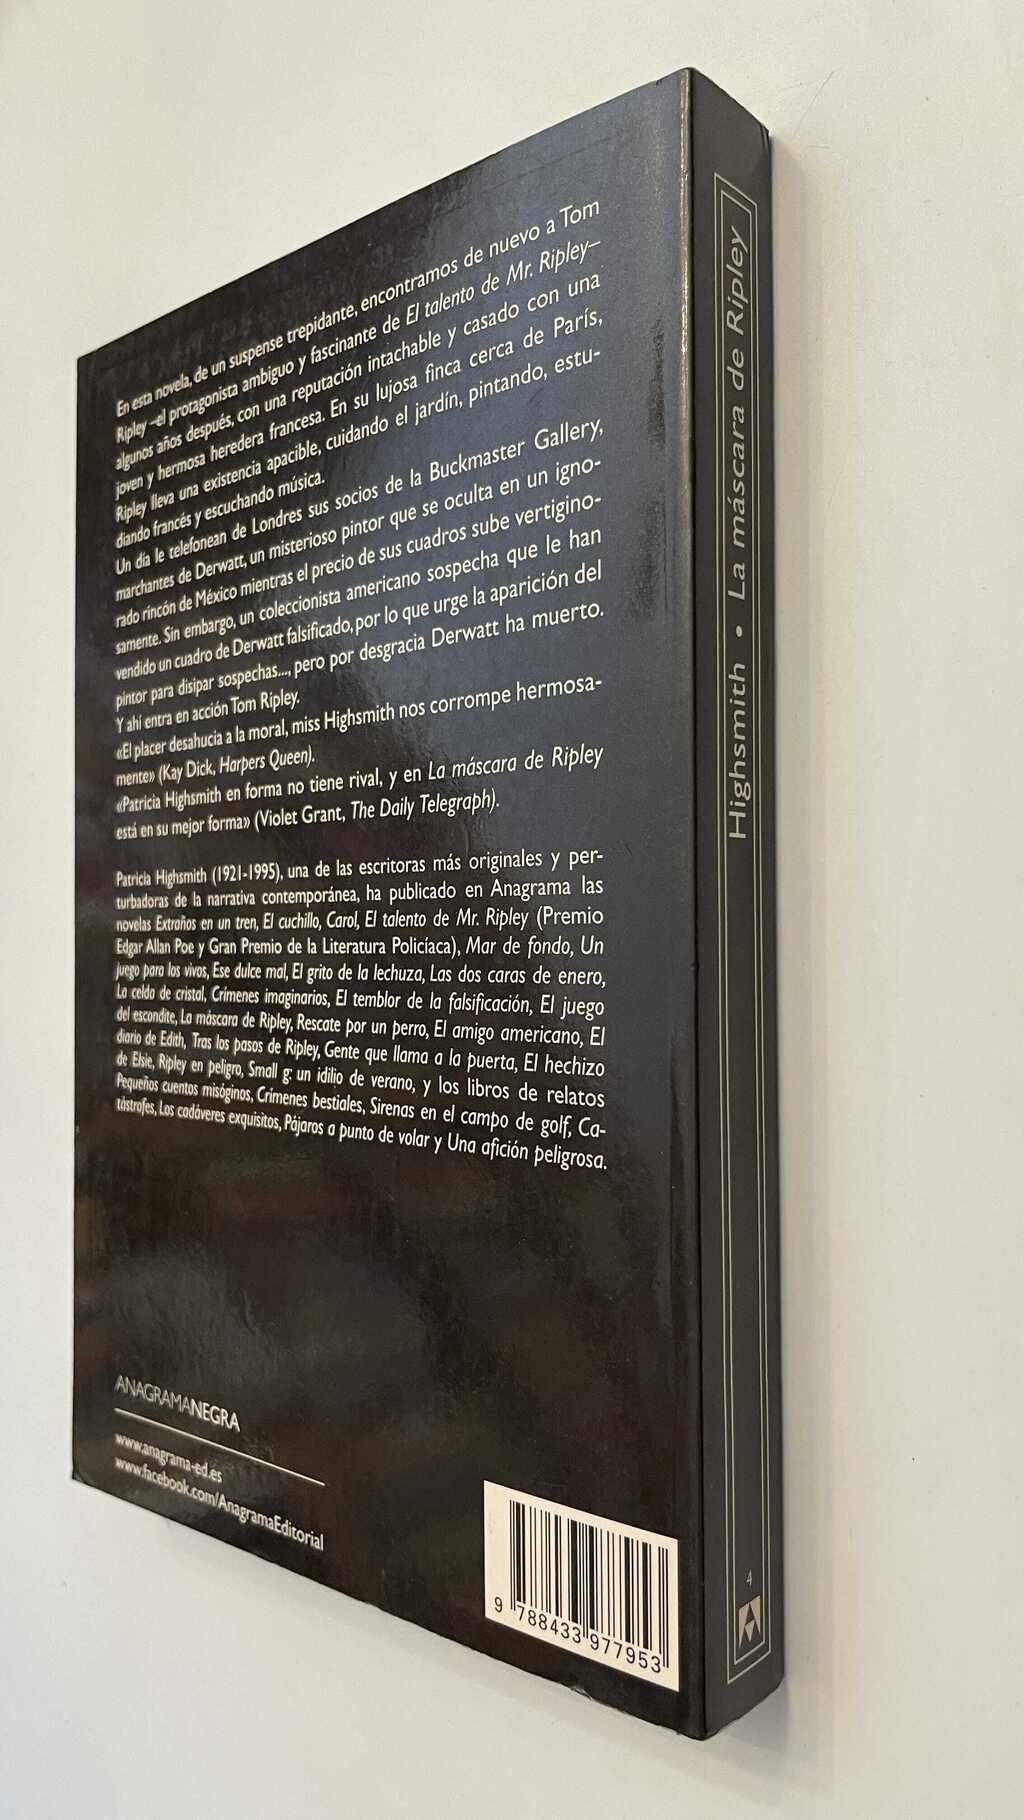 En esta novela, de un suspense trepidante, encontramos de nuevo a Tom
Ripley –el protagonista ambiguo y fascinante de El talento de Mr. Ripley–
algunos años después, con una reputación intachable y casado con una
joven y hermosa heredera francesa. En su lujosa finca cerca de París,
Ripley lleva una existencia apacible, cuidando el jardín, pintando, estu-
diando francés y escuchando música.
Un día le telefonean de Londres sus socios de la Buckmaster Gallery,
marchantes de Derwatt, un misterioso pintor que se oculta en un igno-
rado rincón de México mientras el precio de sus cuadros sube vertigino-
samente. Sin embargo, un coleccionista americano sospecha que le han
vendido un cuadro de Derwatt falsificado, por lo que urge la aparición del
pintor para disipar sospechas..., pero por desgracia Derwatt ha muerto.
Y ahí entra en acción Tom Ripley.
«El placer desahucia a la moral, miss Highsmith nos corrompe hermosa-
mente» (Kay Dick, Harpers Queen).
«Patricia Highsmith en forma no tiene rival, y en La máscara de Ripley
está en su mejor forma» (Violet Grant, The Daily Telegraph).
Patricia Highsmith (1921-1995), una de las escritoras más originales y per-
turbadoras de la narrativa contemporánea, ha publicado en Anagrama las
novelas Extraños en un tren, El cuchillo, Carol, El talento de Mr. Ripley (Premio
Edgar Allan Poe y Gran Premio de la Literatura Policíaca), Mar de fondo, Un
juego para los vivos, Ese dulce mal, El grito de la lechuza, Las dos caras de enero,
La celda de cristal, Crímenes imaginarios, El temblor de la falsificación, El juego
del escondite, La máscara de Ripley, Rescate por un perro, El amigo americano, El
diario de Edith, Tras los pasos de Ripley, Gente que llama a la puerta, El hechizo
de Elsie, Ripley en peligro, Small g: un idilio de verano, y los libros de relatos
Pequeños cuentos misóginos, Crímenes bestiales, Sirenas en el campo de golf, Ca-
tástrofes, Los cadáveres exquisitos, Pájaros a punto de volar y Una afición peligrosa.
ANAGRAMANEGRA
www.anagrama-ed.es
www.facebook.com/AnagramaEditorial
9 788433 977953
Highsmith • La máscara de Ripley
4